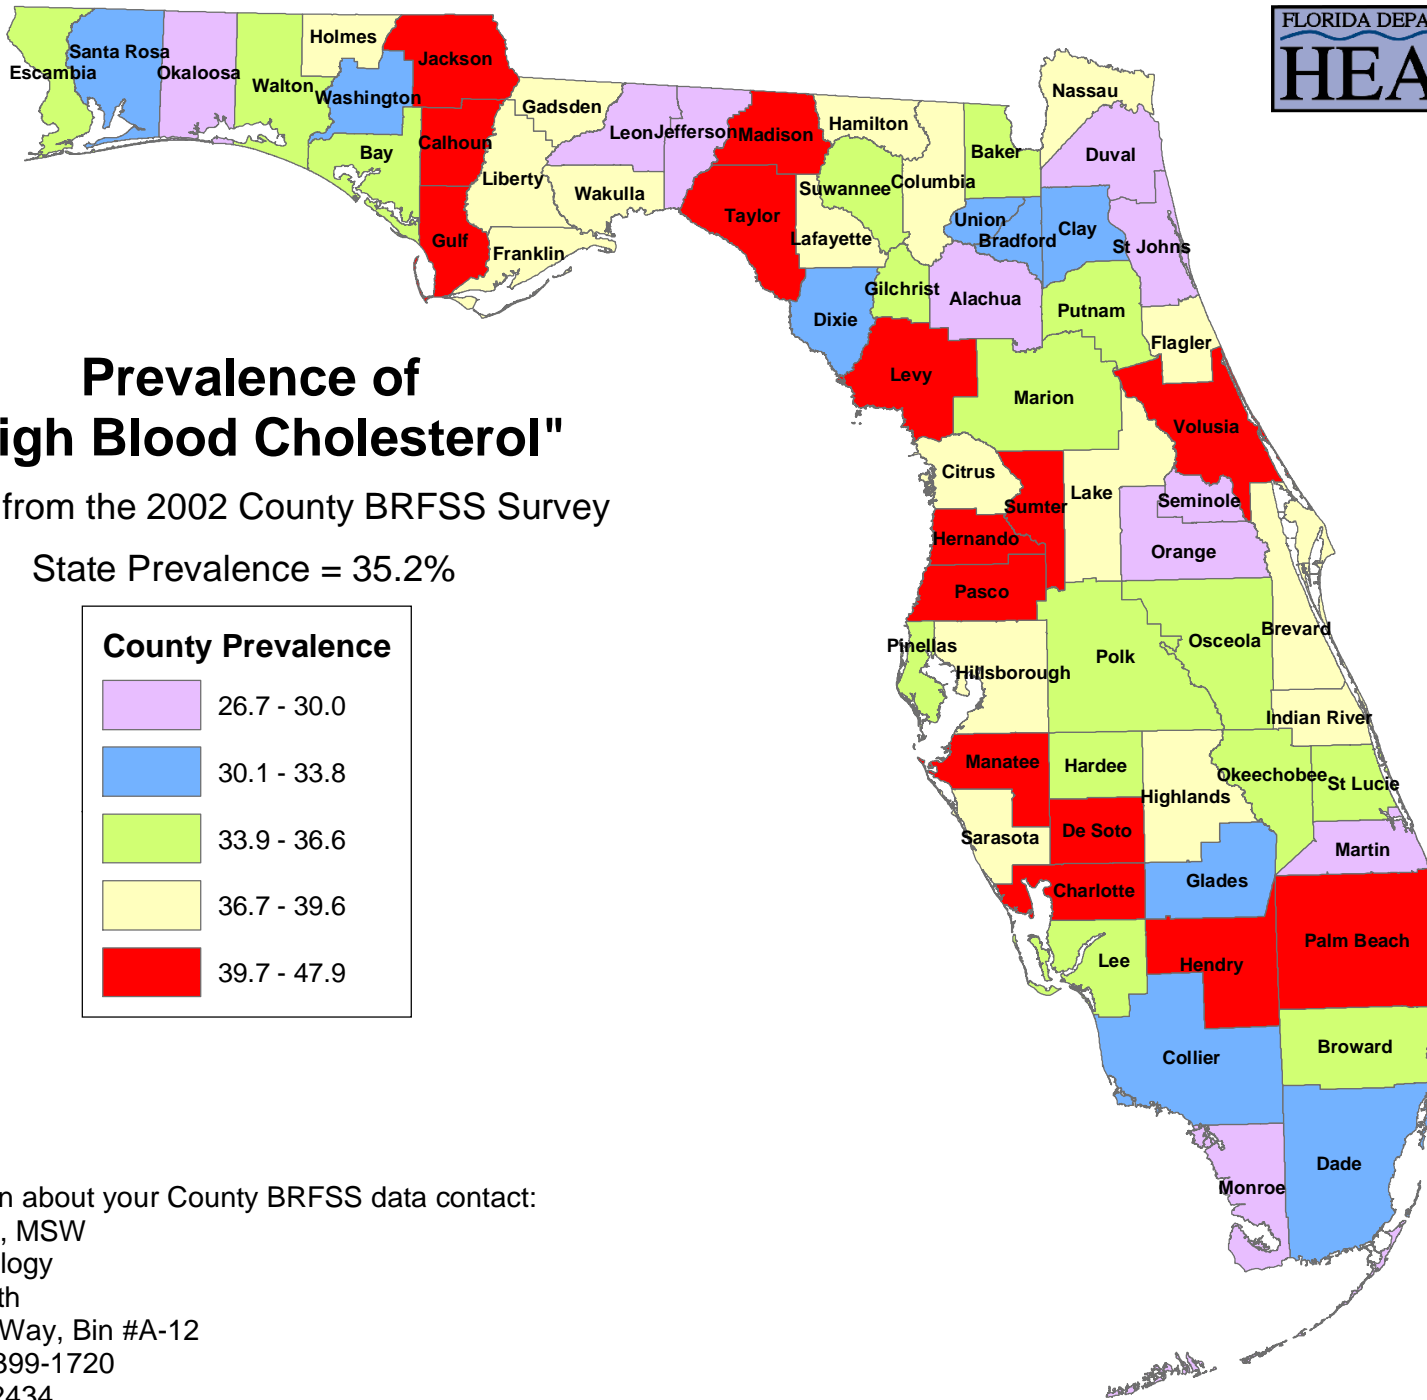 FLORIDA DEPA
HEA
Holmes
Jackson
Santa Rosa
Escambia
Okaloosa
Walton
Washington
Nassau
Gadsden
Hamilton
Leon
Jefferson
Madison
Calhoun
Bay
Baker
Duval
Liberty
Wakulla
Suwannee
Columbia
Taylor
Union
Bradford
Clay
Lafayette
St Johns
Gulf
Franklin
Gilchrist
Alachua
Dixie
Putnam
Flagler
Levy
Marion
Volusia
Prevalence of
igh Blood Cholesterol"
from the 2002 County BRFSS Survey
State Prevalence = 35.2%
Citrus
Sumter
Lake
Seminole
Hernando
Orange
Pasco
Brevard
Pinellas
Polk
Osceola
Hillsborough
Indian River
Manatee
Hardee
Highlands
Okeechobee
St Lucie
Sarasota
De Soto
Martin
Charlotte
Glades
Lee
Hendry
Palm Beach
Collier
Broward
Monroe
Dade
County Prevalence
26.7 - 30.0
30.1 - 33.8
33.9 - 36.6
36.7 - 39.6
39.7 - 47.9
n about your County BRFSS data contact:
, MSW
logy
th
Way, Bin #A-12
399-1720
2434